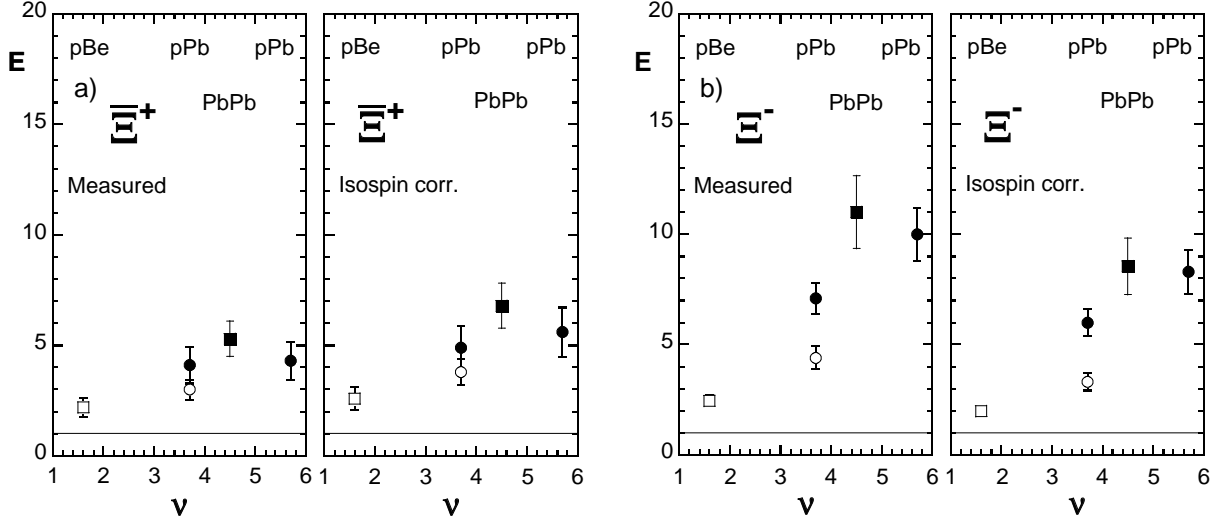 20
pBe pPb pPb
pBe pPb pPb
E
a)
PbPb
PbPb
Ξ+
Ξ+
15
Measured
Isospin corr.
10
5
0
1 2 3 4 5 6
1 2 3 4 5 6
ν
ν
20
pBe pPb pPb
pBe pPb pPb
E
b)
PbPb
PbPb
Ξ-
Ξ-
15
Measured
Isospin corr.
10
5
0
1 2 3 4 5 6
1 2 3 4 5 6
ν
ν